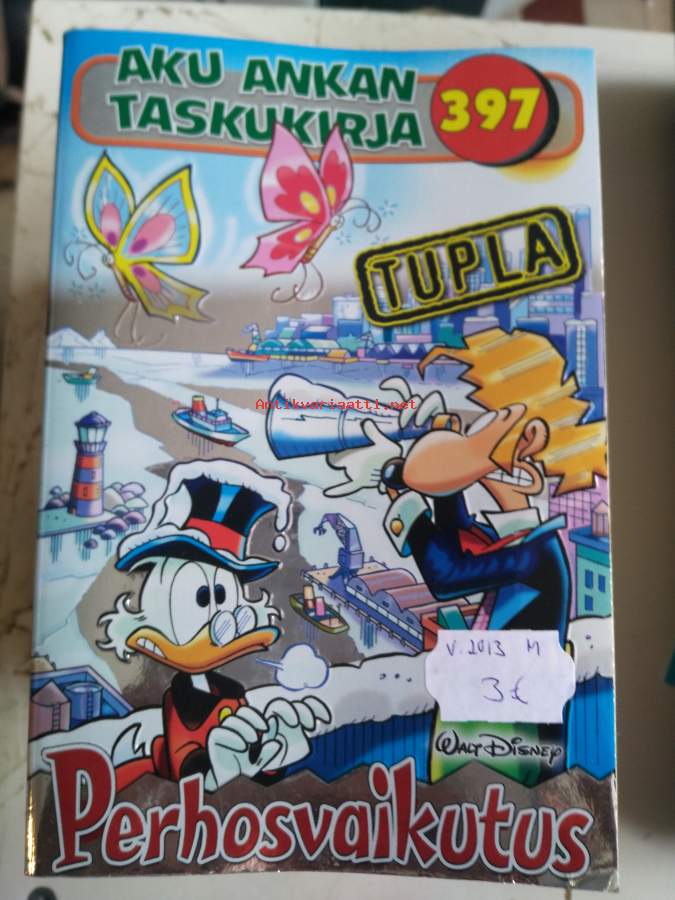 AKU ANKAN
TASKUKIRJA
397
TUPLA
Antikvariaatti.net
V. 2013 M
3€
WALT DISNEY
Perhosvaikutus